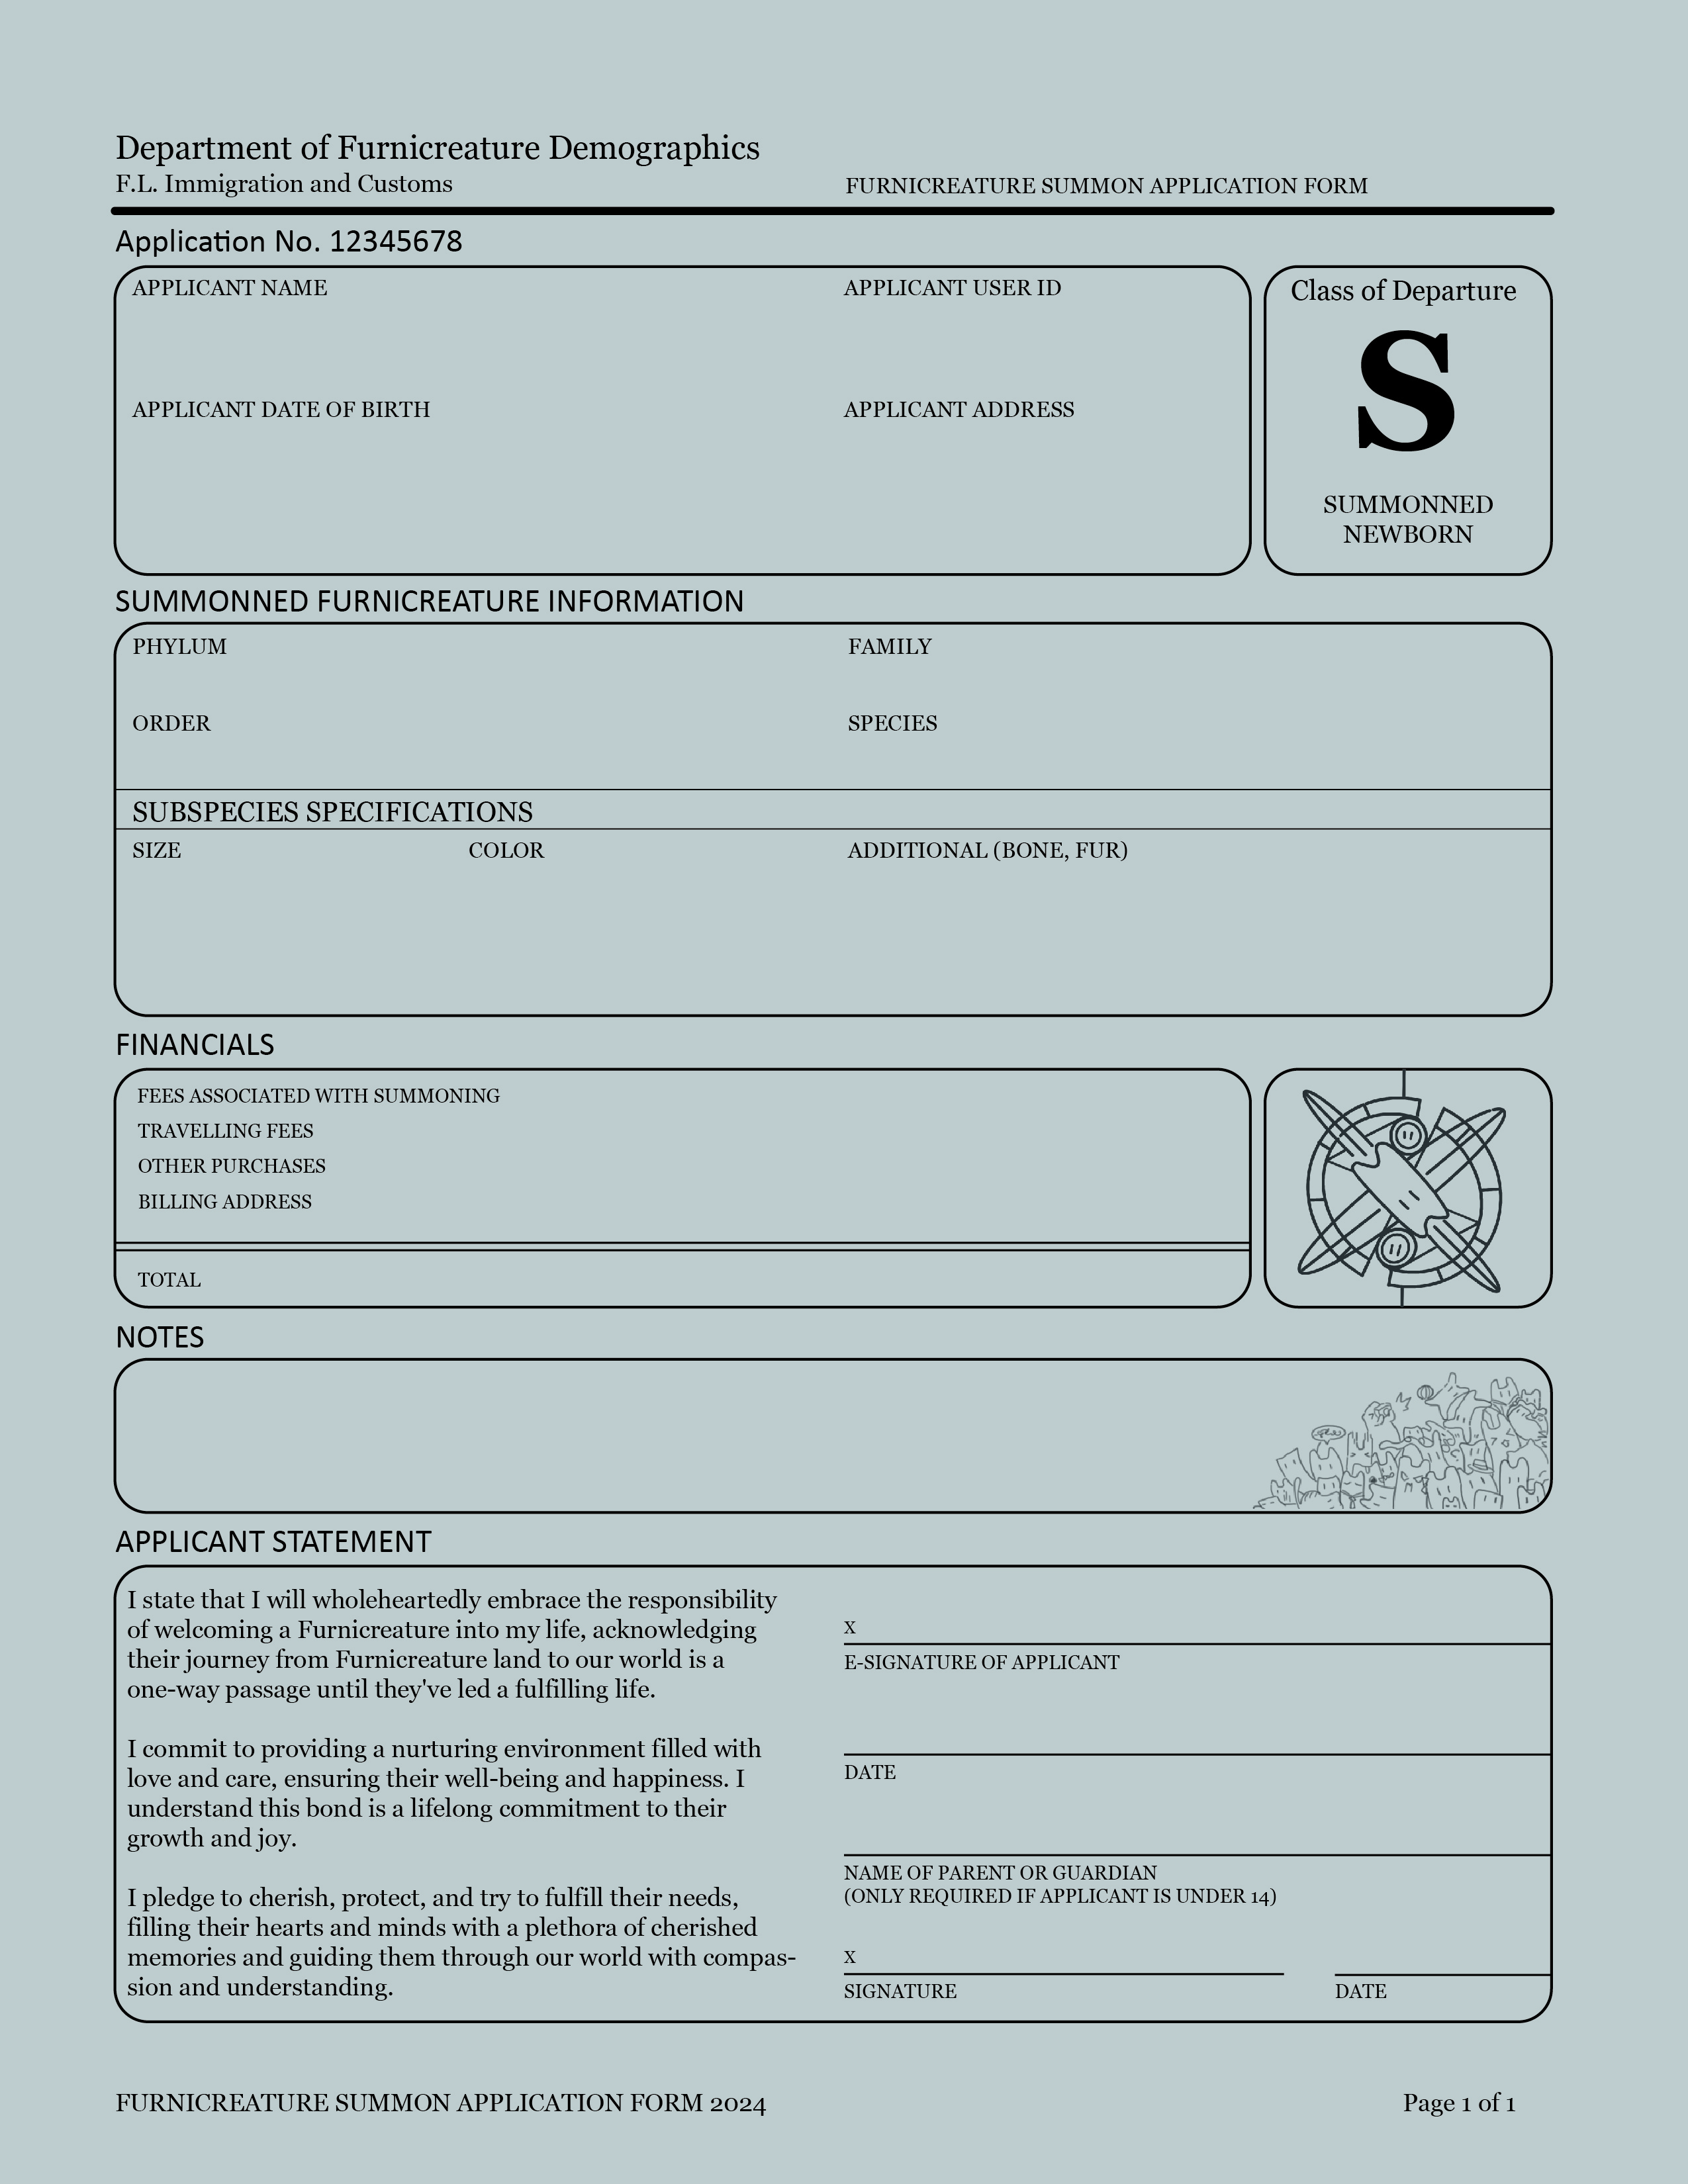 Department of Furnicreature Demographics
F.L. Immigration and Customs
FURNICREATURE SUMMON APPLICATION FORM
Application No. 12345678
APPLICANT NAME
APPLICANT USER ID
APPLICANT DATE OF BIRTH
APPLICANT ADDRESS
Class of Departure
S
SUMMONNED
NEWBORN
SUMMONNED FURNICREATURE INFORMATION
PHYLUM
FAMILY
ORDER
SPECIES
SUBSPECIES SPECIFICATIONS
SIZE
COLOR
ADDITIONAL (BONE, FUR)
FINANCIALS
FEES ASSOCIATED WITH SUMMONING
TRAVELLING FEES
OTHER PURCHASES
BILLING ADDRESS
TOTAL
NOTES
APPLICANT STATEMENT
I state that I will wholeheartedly embrace the responsibility
of welcoming a Furnicreature into my life, acknowledging
their journey from Furnicreature land to our world is a
one-way passage until they've led a fulfilling life.
I commit to providing a nurturing environment filled with
love and care, ensuring their well-being and happiness. I
understand this bond is a lifelong commitment to their
growth and joy.
I pledge to cherish, protect, and try to fulfill their needs,
filling their hearts and minds with a plethora of cherished
memories and guiding them through our world with compas-
sion and understanding.
X
E-SIGNATURE OF APPLICANT
DATE
NAME OF PARENT OR GUARDIAN
(ONLY REQUIRED IF APPLICANT IS UNDER 14)
X
SIGNATURE
DATE
FURNICREATURE SUMMON APPLICATION FORM 2024
Page 1 of 1